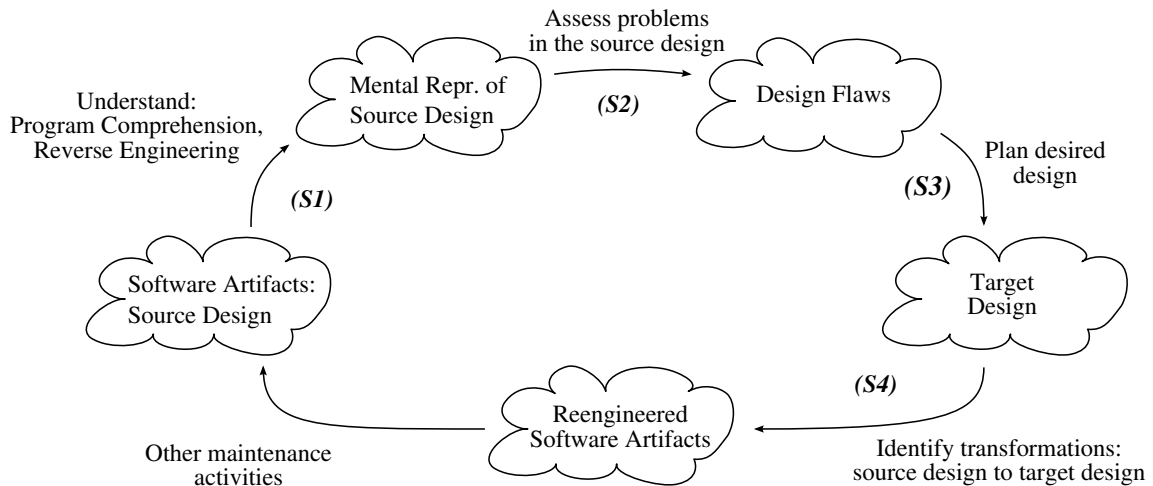 Assess problems
in the source design
Mental Repr. of
Source Design
(S2)
Design Flaws
Understand:
Program Comprehension,
Reverse Engineering
(S1)
Plan desired
design
(S3)
Software Artifacts:
Source Design
Target
Design
(S4)
Reengineered
Software Artifacts
Other maintenance
activities
Identify transformations:
source design to target design